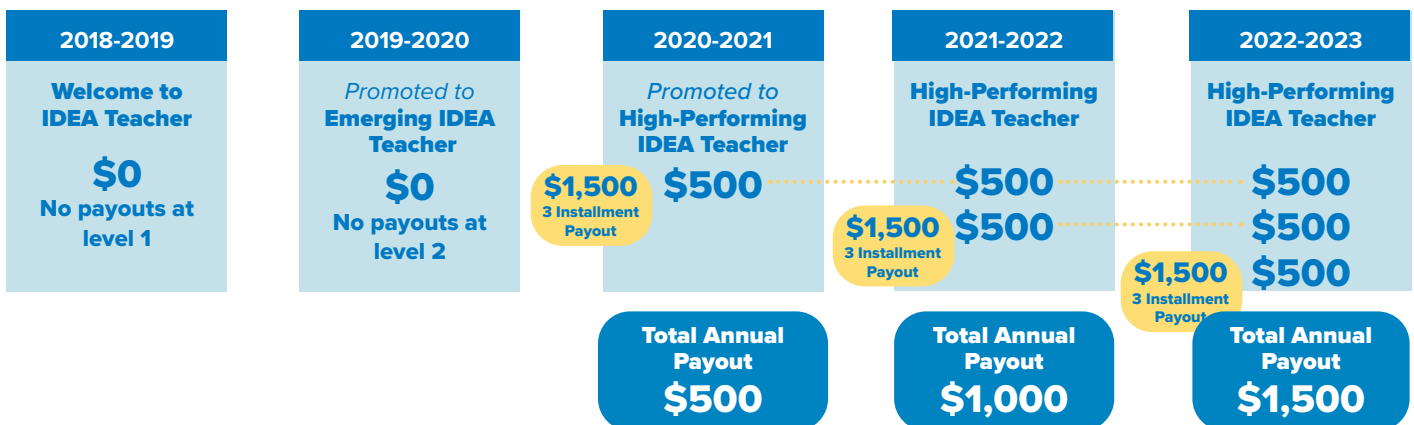 2018-2019
Welcome to
IDEA Teacher
$0
No payouts at
level 1
2019-2020
Promoted to
Emerging IDEA
Teacher
$0
No payouts at
level 2
2020-2021
Promoted to
High-Performing
IDEA Teacher
$1,500
3 Installment
Payout
$500
Total Annual
Payout
$500
2021-2022
High-Performing
IDEA Teacher
$500
$1,500
3 Installment
Payout
$500
Total Annual
Payout
$1,000
2022-2023
High-Performing
IDEA Teacher
$500
$500
$1,500
3 Installment
Payout
$500
Total Annual
Payout
$1,500